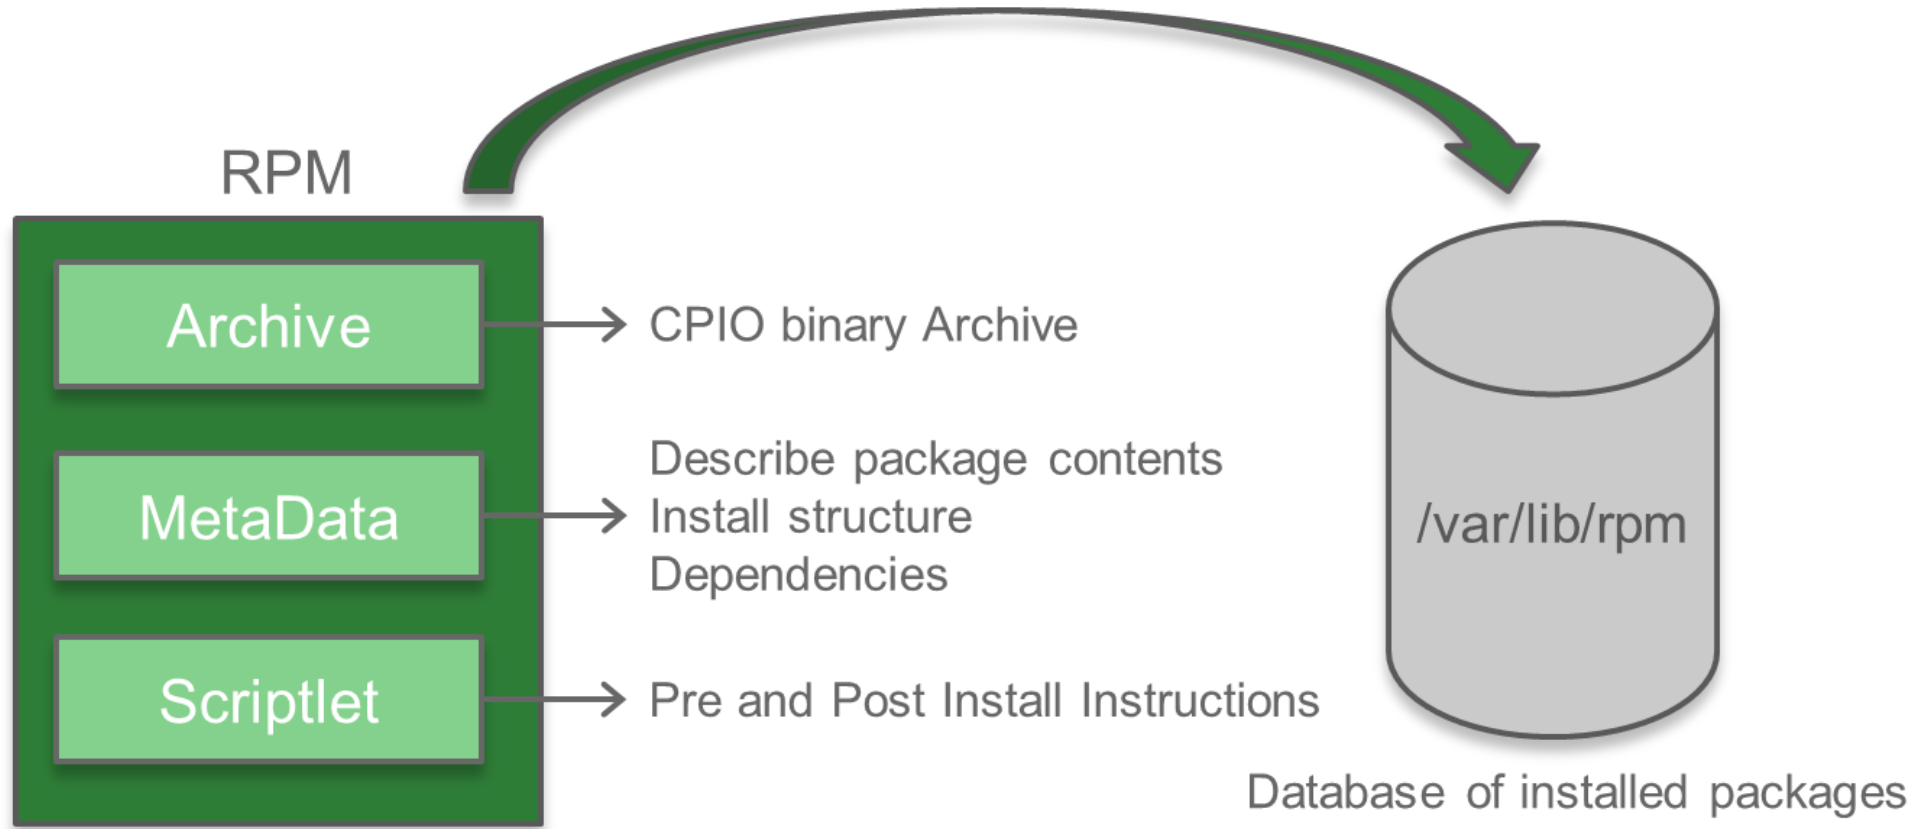 RPM
Archive
CPIO binary Archive
MetaData
Describe package contents
Install structure
Dependencies
Scriptlet
Pre and Post Install Instructions
/var/lib/rpm
Database of installed packages